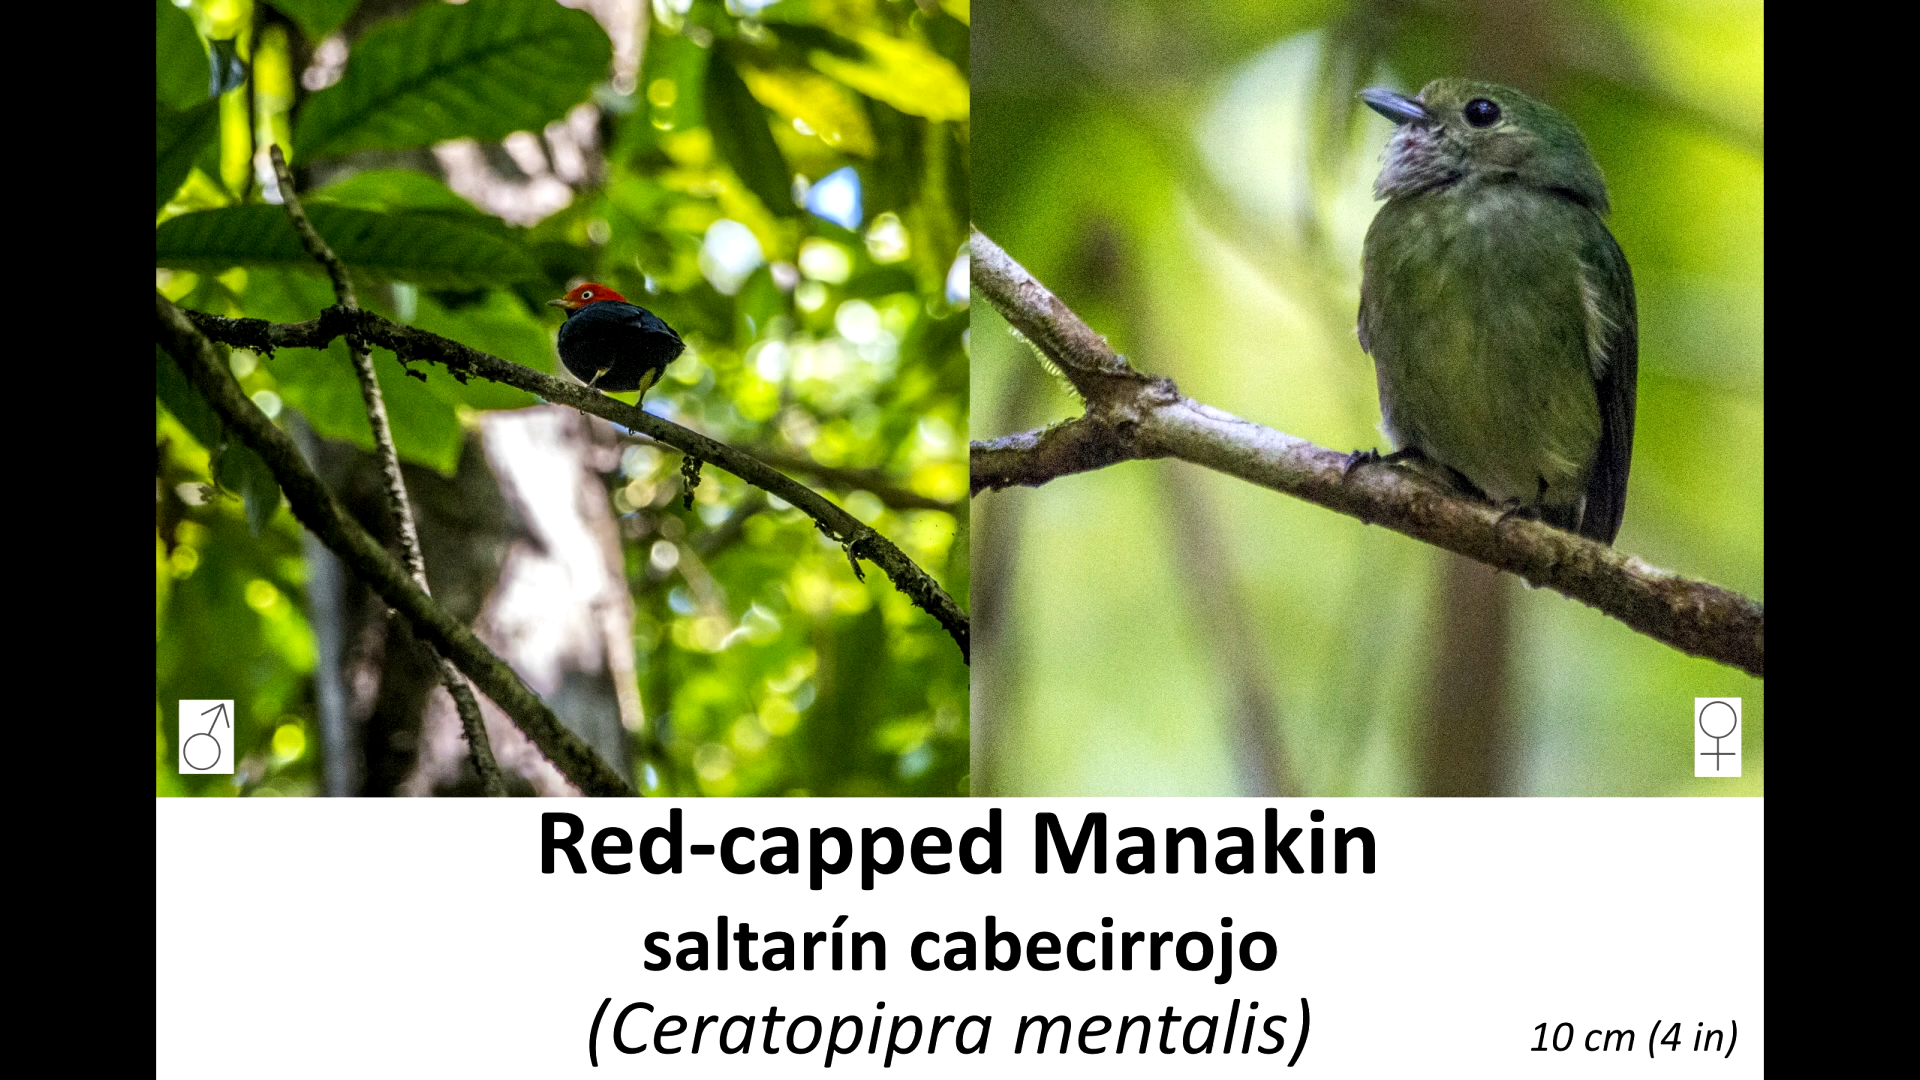 Red-capped Manakin
saltarín cabecirrojo
(Ceratopipra mentalis)
10 cm (4 in)